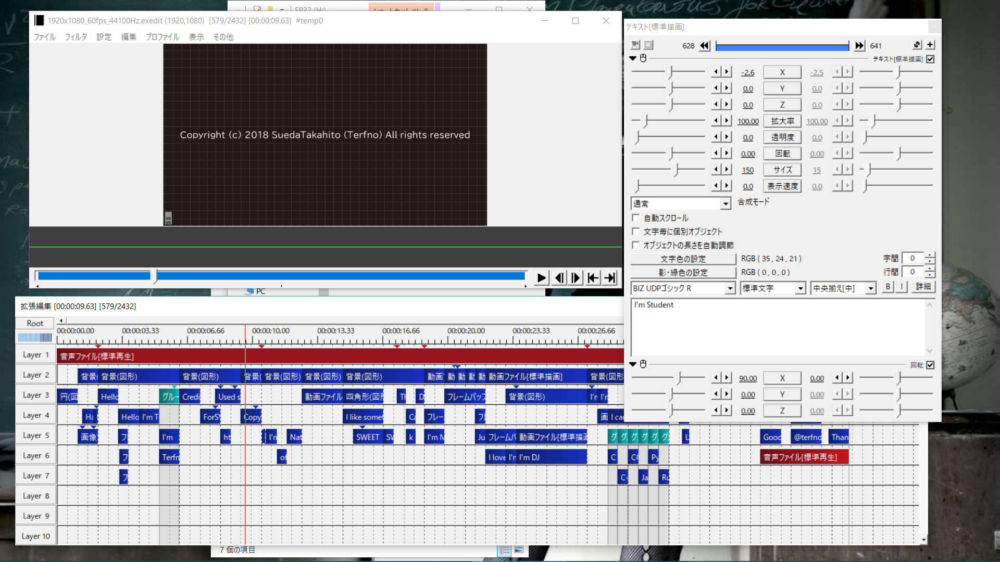 SP32 (H:)
1920x1080_60fps_44100Hz.exedit (1920,1080)  [579/2432] [00:00:09.63]  #temp0
ファイル フィルタ 設定 編集 プロファイル 表示 その他
Copyright (c) 2018 SuedaTakahito (Terfno) All rights reserved
PC
テキスト[標準描画]
628 641
テキスト[標準描画]
-2.6 X -2.5
0.0 Y 0.0
0.0 Z 0.0
100.00 拡大率 100.00
0.0 透明度 0.0
0.00 回転 0.00
150 サイズ 15
0.0 表示速度 0.0
通常 合成モード
自動スクロール
文字毎に個別オブジェクト
オブジェクトの長さを自動調節
文字色の設定 RGB ( 35 , 24 , 21 ) 字間 0
影・縁色の設定 RGB ( 0 , 0 , 0 ) 行間 0
BIZ UDPゴシック R 標準文字 中央揃え[中] B I 詳細
I'm Student
回転
90.00 X 0.00
0.00 Y 0.00
0.00 Z 0.00
拡張編集 [00:00:09.63] [579/2432]
Root
00:00:00.00 00:00:03.33 00:00:06.66 00:00:10.00 00:00:13.33 00:00:16.66 00:00:20.00 00:00:23.33 00:00:26.66
Layer 1 音声ファイル[標準再生]
Layer 2 背景( 背景(図形) 背景(図形) 背景( 背景(図形) 背景(図形) 背景(図形) 動画 動 動 動 動 動画ファイル[標準描画] 背景(図形
Layer 3 円(図 Hello グルー Credi Used s 動画ファイル 四角形(図形 Tl D フレームバッフ 背景(図形) I'm I'm
Layer 4 Ha Hello I'm T ForS Copy I like some Ca フレー フ 画 I can
Layer 5 画像 フ I'm ht I'm Nat SWEET SV k I'm M Ju フレームバ 動画ファイル[標準描画 グ グ グ グ グ グ L Good @terfno Than
Layer 6 フ Terfn of I love I'm I'm DJ C C# Py 音声ファイル[標準再生]
Layer 7 フ C- Ja Ru
Layer 8
Layer 9
Layer 10
7 個の項目